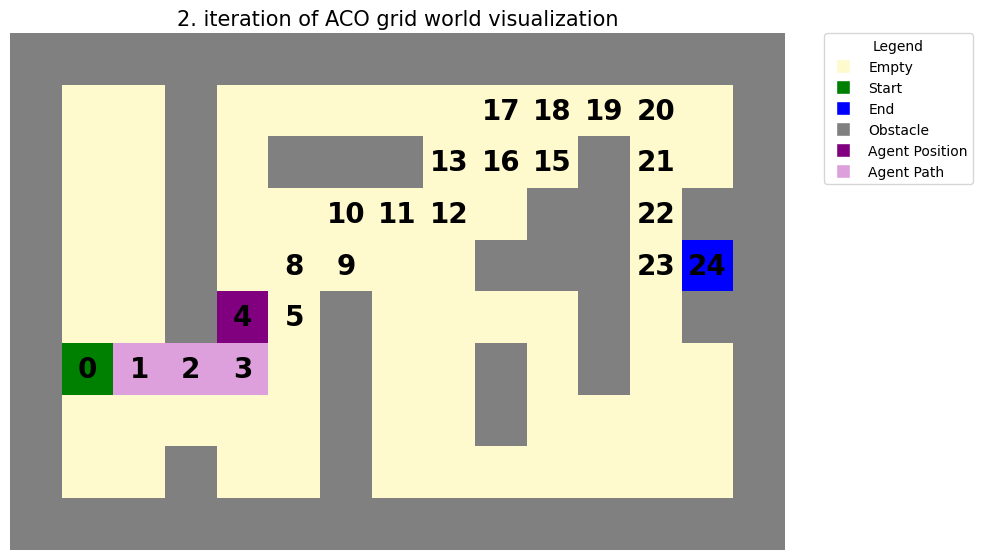 2. iteration of ACO grid world visualization
Legend
Empty
Start
End
Obstacle
Agent Position
Agent Path
17 18 19 20
13 16 15 21
10 11 12 22
8 9 23 24
4 5
0 1 2 3